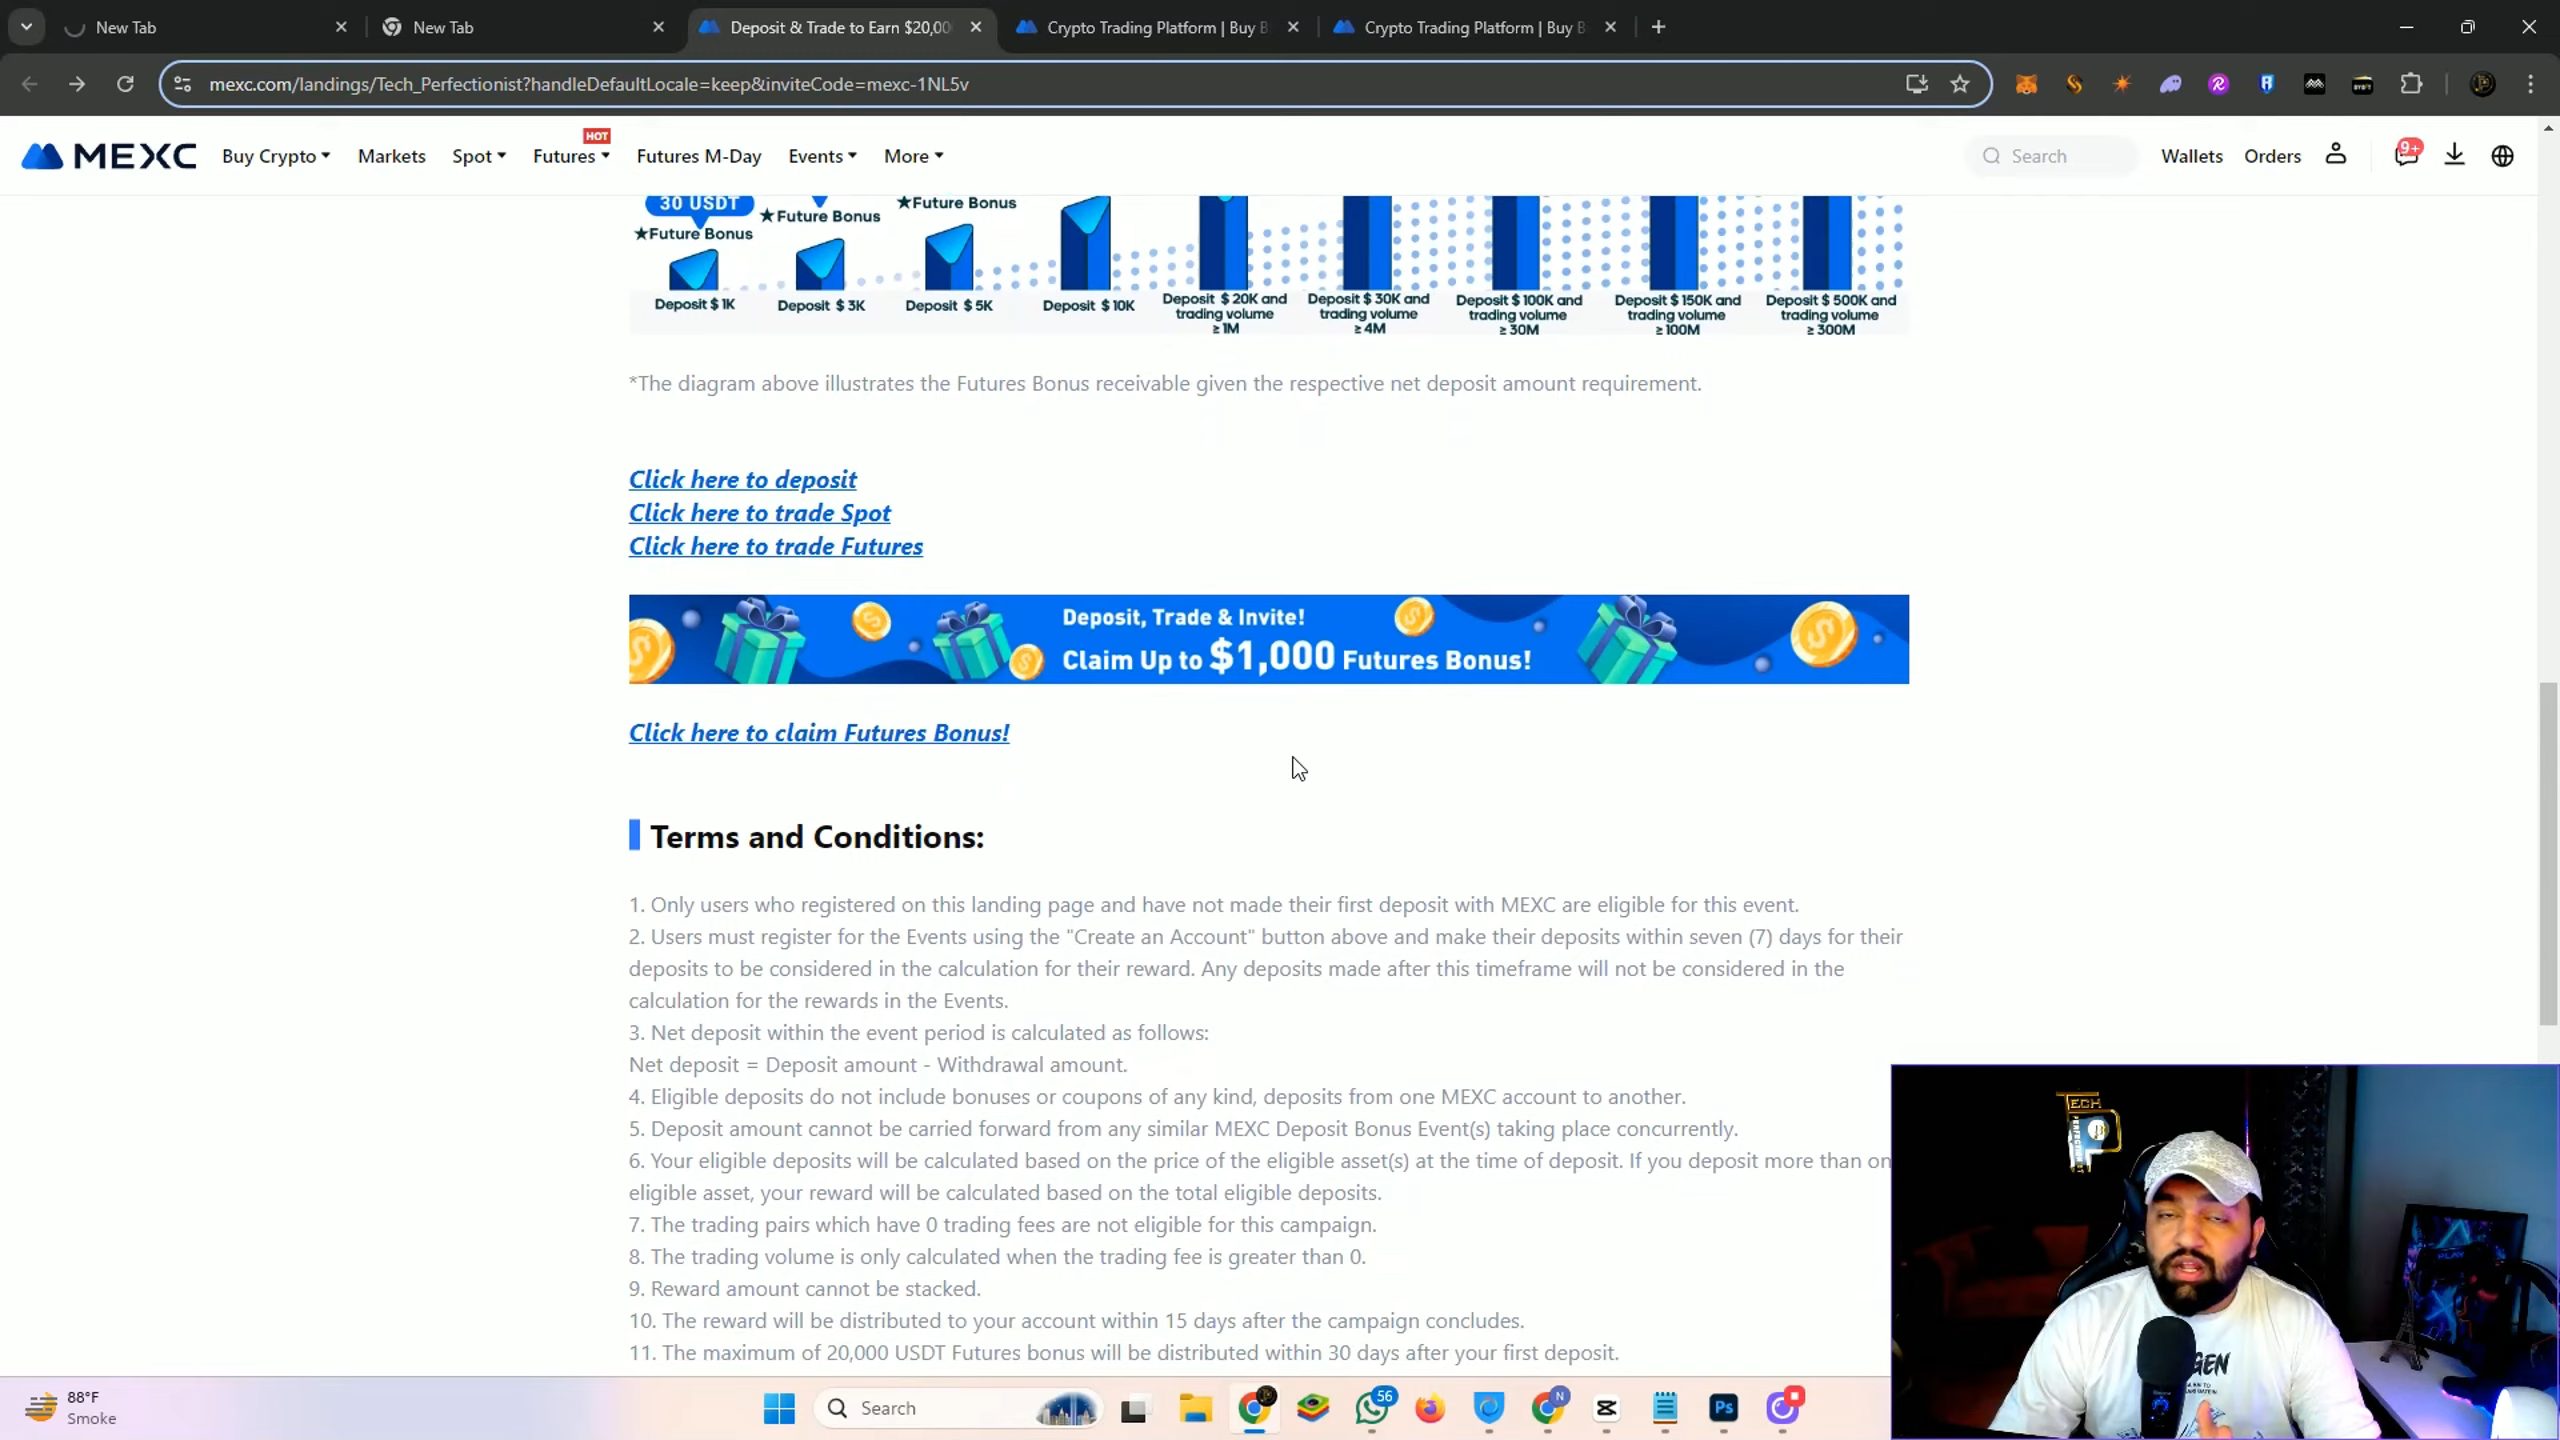 New Tab
New Tab
Deposit & Trade to Earn $20,00
Crypto Trading Platform | Buy B
Crypto Trading Platform | Buy B
mexc.com/landings/Tech_Perfectionist?handleDefaultLocale=keep&inviteCode=mexc-1NL5v
MEXC
Buy Crypto
Markets
Spot
Futures
HOT
Futures M-Day
Events
More
Search
Wallets
Orders
9+
30 USDT
★Future Bonus
★Future Bonus
★Future Bonus
Deposit $ 1K
Deposit $ 3K
Deposit $ 5K
Deposit $ 10K
Deposit $ 20K and
trading volume
≥ 1M
Deposit $ 30K and
trading volume
≥ 4M
Deposit $ 100K and
trading volume
≥ 30M
Deposit $ 150K and
trading volume
≥ 100M
Deposit $ 500K and
trading volume
≥ 300M
*The diagram above illustrates the Futures Bonus receivable given the respective net deposit amount requirement.
Click here to deposit
Click here to trade Spot
Click here to trade Futures
Deposit, Trade & Invite!
Claim Up to $1,000 Futures Bonus!
Click here to claim Futures Bonus!
Terms and Conditions:
1. Only users who registered on this landing page and have not made their first deposit with MEXC are eligible for this event.
2. Users must register for the Events using the "Create an Account" button above and make their deposits within seven (7) days for their
deposits to be considered in the calculation for their reward. Any deposits made after this timeframe will not be considered in the
calculation for the rewards in the Events.
3. Net deposit within the event period is calculated as follows:
Net deposit = Deposit amount - Withdrawal amount.
4. Eligible deposits do not include bonuses or coupons of any kind, deposits from one MEXC account to another.
5. Deposit amount cannot be carried forward from any similar MEXC Deposit Bonus Event(s) taking place concurrently.
6. Your eligible deposits will be calculated based on the price of the eligible asset(s) at the time of deposit. If you deposit more than on
eligible asset, your reward will be calculated based on the total eligible deposits.
7. The trading pairs which have 0 trading fees are not eligible for this campaign.
8. The trading volume is only calculated when the trading fee is greater than 0.
9. Reward amount cannot be stacked.
10. The reward will be distributed to your account within 15 days after the campaign concludes.
11. The maximum of 20,000 USDT Futures bonus will be distributed within 30 days after your first deposit.
TECH
PLAY
88°F
Smoke
Search
56
N
Ps